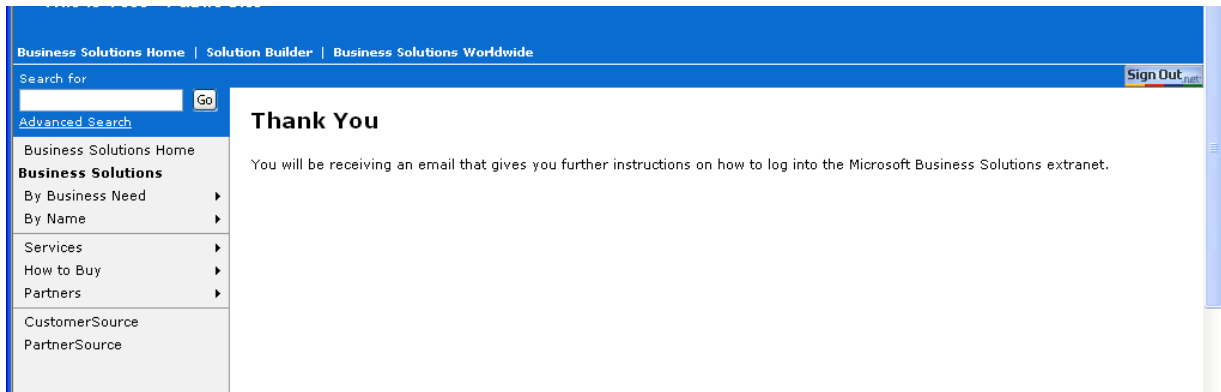 Business Solutions Home | Solution Builder | Business Solutions Worldwide
Search for
Sign Out.net
Go
Advanced Search
Thank You
Business Solutions Home
You will be receiving an email that gives you further instructions on how to log into the Microsoft Business Solutions extranet.
Business Solutions
By Business Need
By Name
Services
How to Buy
Partners
CustomerSource
PartnerSource